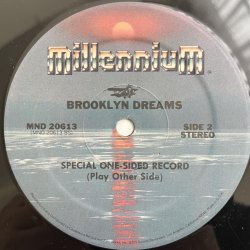 Millennium
BROOKLYN DREAMS
MND 20613
SIDE 2
STEREO
SPECIAL ONE-SIDED RECORD
(Play Other Side)